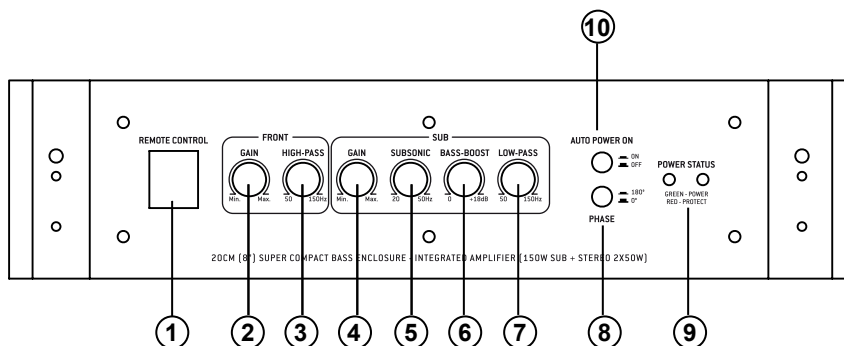 10
REMOTE CONTROL
FRONT
GAIN
Min. Max.
HIGH-PASS
50 150Hz
SUB
GAIN
Min. Max.
SUBSONIC
20 50Hz
BASS-BOOST
0 +18dB
LOW-PASS
50 150Hz
AUTO POWER ON
ON
OFF
180°
0°
PHASE
POWER STATUS
GREEN - POWER
RED - PROTECT
20CM (8") SUPER COMPACT BASS ENCLOSURE - INTEGRATED AMPLIFIER (150W SUB + STEREO 2X50W)
1 2 3 4 5 6 7 8 9